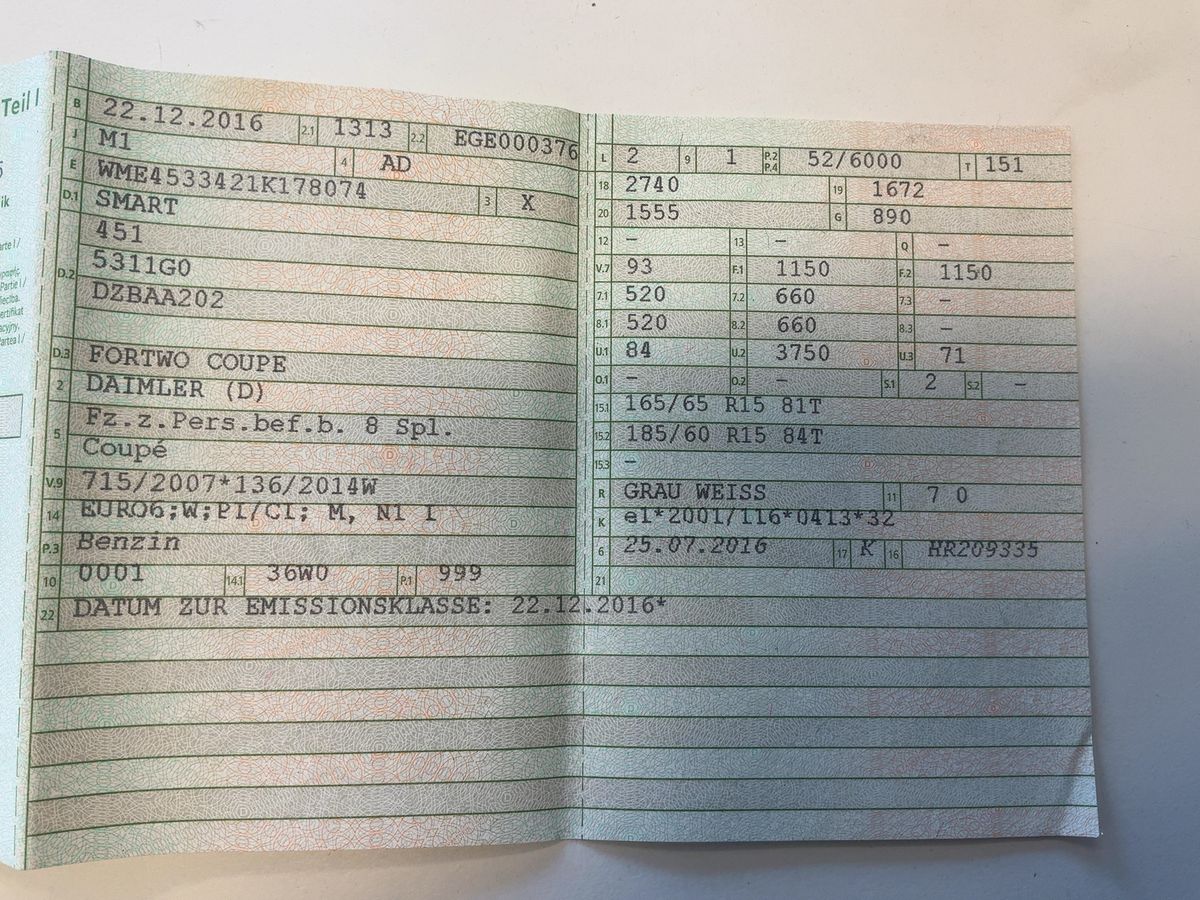 Teil I
B 22.12.2016 2.1 1313 2.2 EGE000376
J M1 4 AD
E WME4533421K178074 3 X
D.1 SMART
D.2 451
5311G0
DZBAA202
D.3 FORTWO COUPE
2 DAIMLER (D)
5 Fz.z.Pers.bef.b. 8 Spl.
Coupé
V.9 715/2007*136/2014W
14 EURO6;W;PI/CI; M, N1 I
P.3 Benzin
10 0001 14.1 36W0 P.1 999
22 DATUM ZUR EMISSIONSKLASSE: 22.12.2016*
L 2 9 1 P.2 P.4 52/6000 T 151
18 2740 19 1672
20 1555 G 890
12 – 13 – Q –
V.7 93 F.1 1150 F.2 1150
7.1 520 7.2 660 7.3 –
8.1 520 8.2 660 8.3 –
U.1 84 U.2 3750 U.3 71
O.1 – O.2 – S.1 2 S.2 –
15.1 165/65 R15 81T
15.2 185/60 R15 84T
15.3 –
R GRAU WEISS 11 7 0
K e1*2001/116*0413*32
6 25.07.2016 17 K 16 HR209335
21